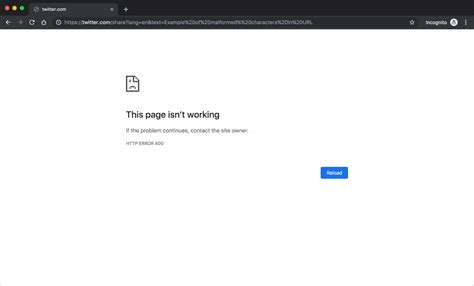 twitter.com
https://twitter.com/share?lang=en&text=Example%20of%20malformed%%20characters%20in%20URL
Incognito
This page isn't working
If the problem continues, contact the site owner.
HTTP ERROR 400
Reload